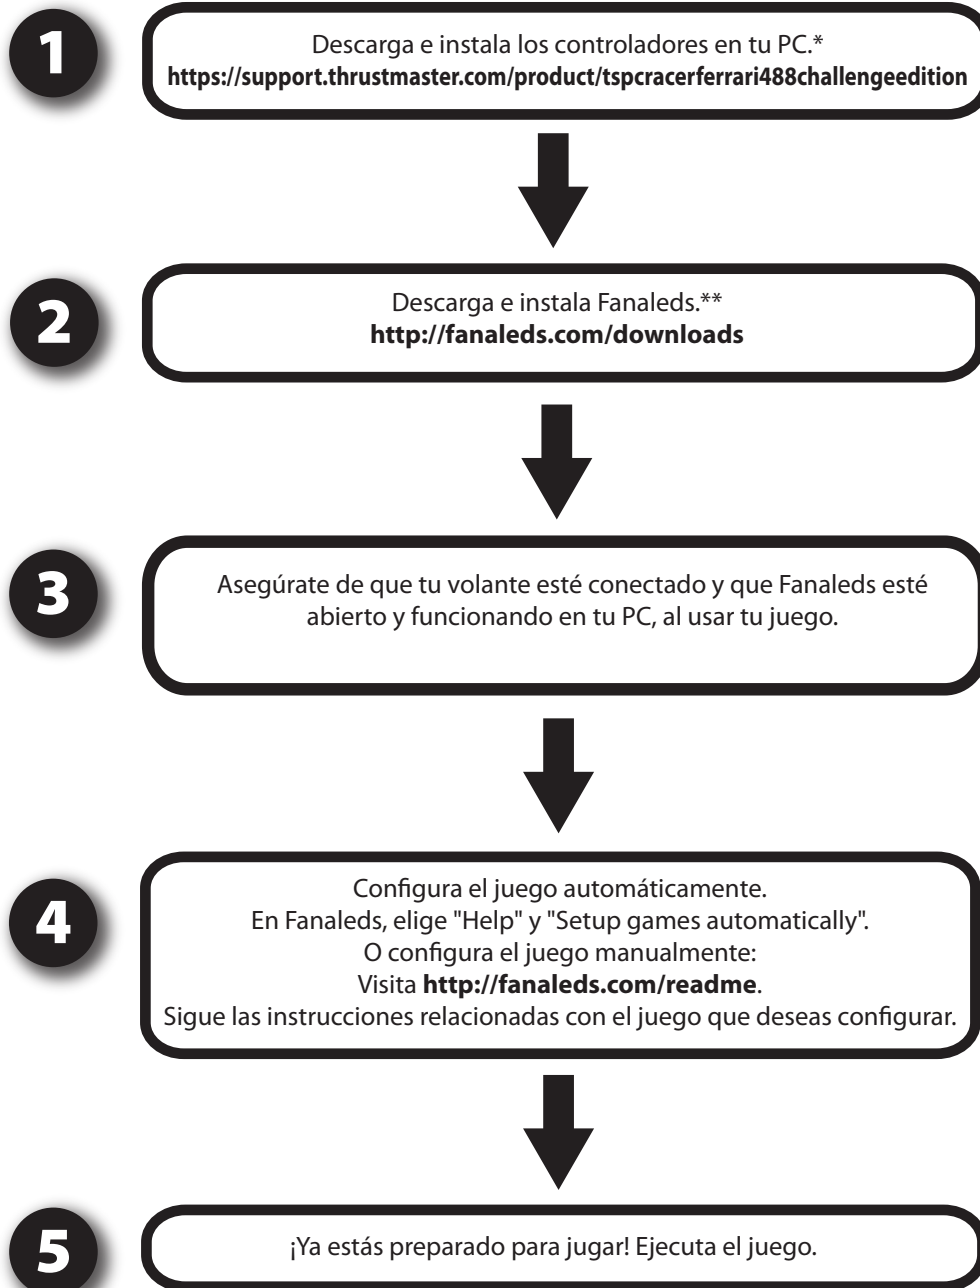 1
Descarga e instala los controladores en tu PC.*
https://support.thrustmaster.com/product/tspcracerferrari488challengeedition
2
Descarga e instala Fanaleds.**
http://fanaleds.com/downloads
3
Asegúrate de que tu volante esté conectado y que Fanaleds esté
abierto y funcionando en tu PC, al usar tu juego.
4
Configura el juego automáticamente.
En Fanaleds, elige "Help" y "Setup games automatically".
O configura el juego manualmente:
Visita http://fanaleds.com/readme.
Sigue las instrucciones relacionadas con el juego que deseas configurar.
5
¡Ya estás preparado para jugar! Ejecuta el juego.